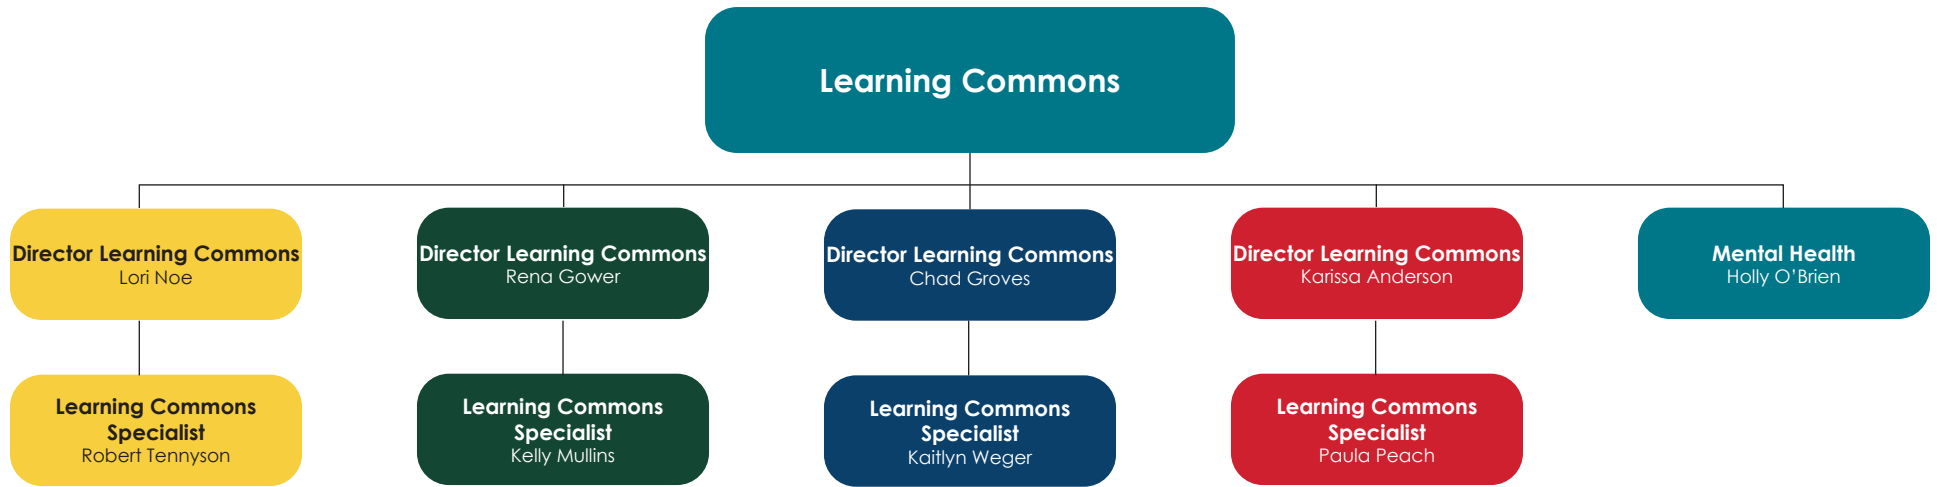 Learning Commons
Director Learning Commons
Lori Noe
Director Learning Commons
Rena Gower
Director Learning Commons
Chad Groves
Director Learning Commons
Karissa Anderson
Mental Health
Holly O’Brien
Learning Commons
Specialist
Robert Tennyson
Learning Commons
Specialist
Kelly Mullins
Learning Commons
Specialist
Kaitlyn Weger
Learning Commons
Specialist
Paula Peach